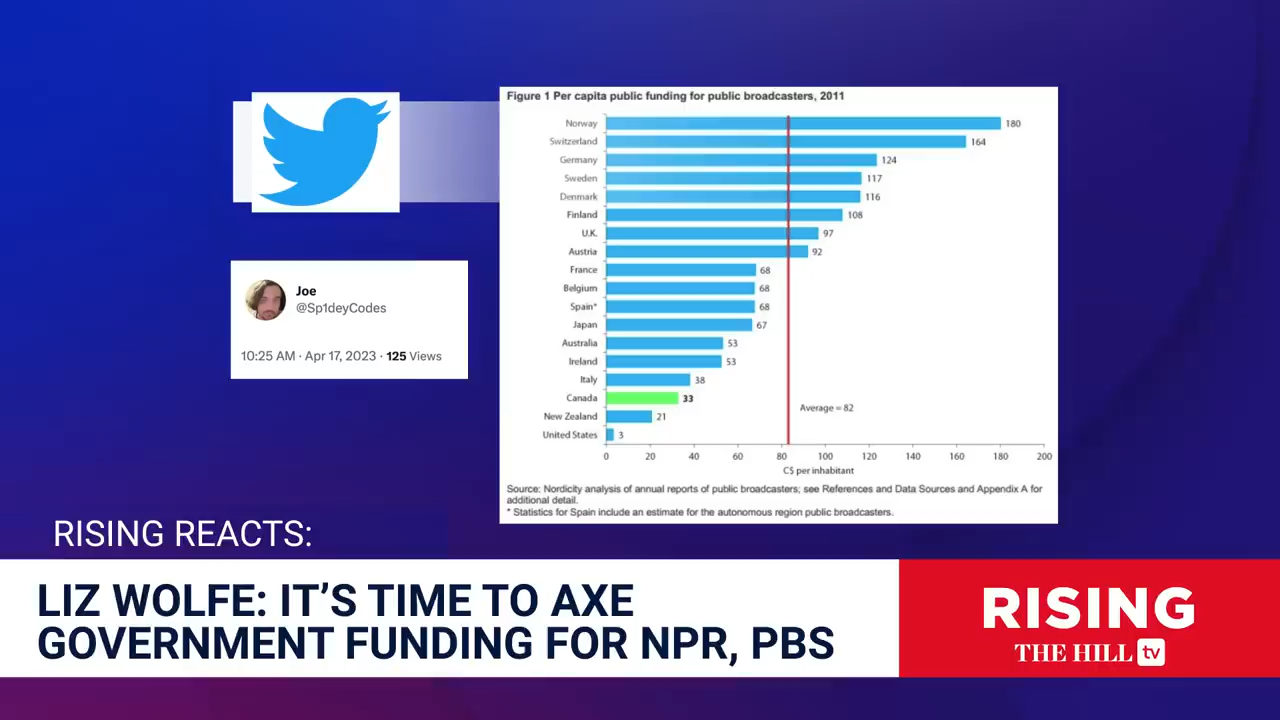 Figure 1 Per capita public funding for public broadcasters, 2011
Norway 180
Switzerland 164
Germany 124
Sweden 117
Denmark 116
Finland 108
U.K. 97
Austria 92
France 68
Belgium 68
Spain* 68
Japan 67
Australia 53
Ireland 53
Italy 38
Canada 33
New Zealand 21
United States 3
Average = 82
0 20 40 60 80 100 120 140 160 180 200
C$ per inhabitant
Source: Nordicity analysis of annual reports of public broadcasters; see References and Data Sources and Appendix A for
additional detail.
* Statistics for Spain include an estimate for the autonomous region public broadcasters.
Joe
@Sp1deyCodes
10:25 AM · Apr 17, 2023 · 125 Views
RISING REACTS:
LIZ WOLFE: IT’S TIME TO AXE
GOVERNMENT FUNDING FOR NPR, PBS
RISING
THE HILL tv